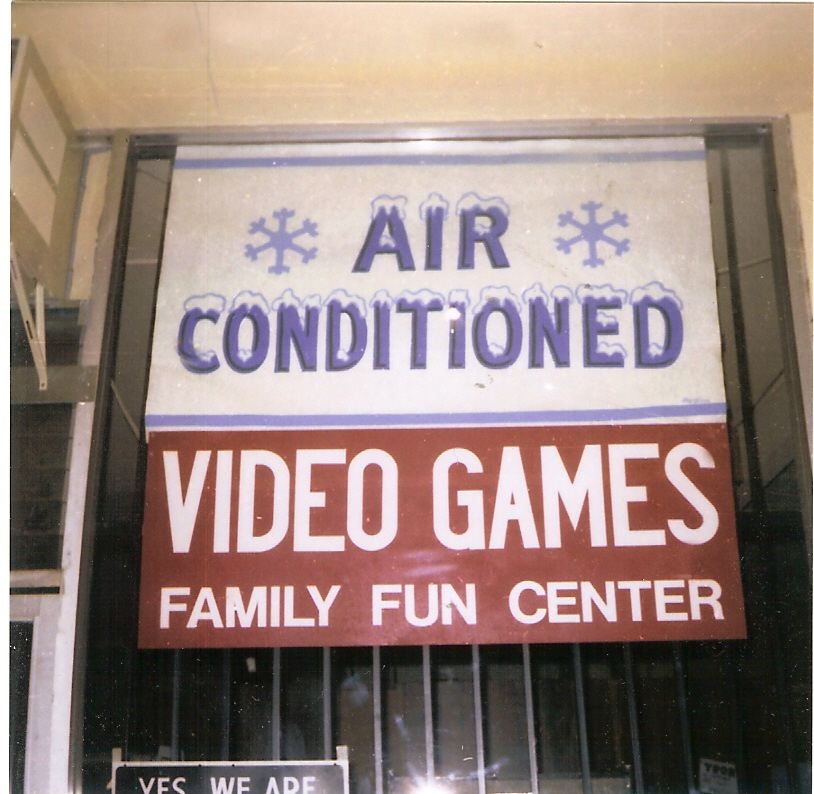 AIR
CONDITIONED
VIDEO GAMES
FAMILY FUN CENTER
YES, WE ARE